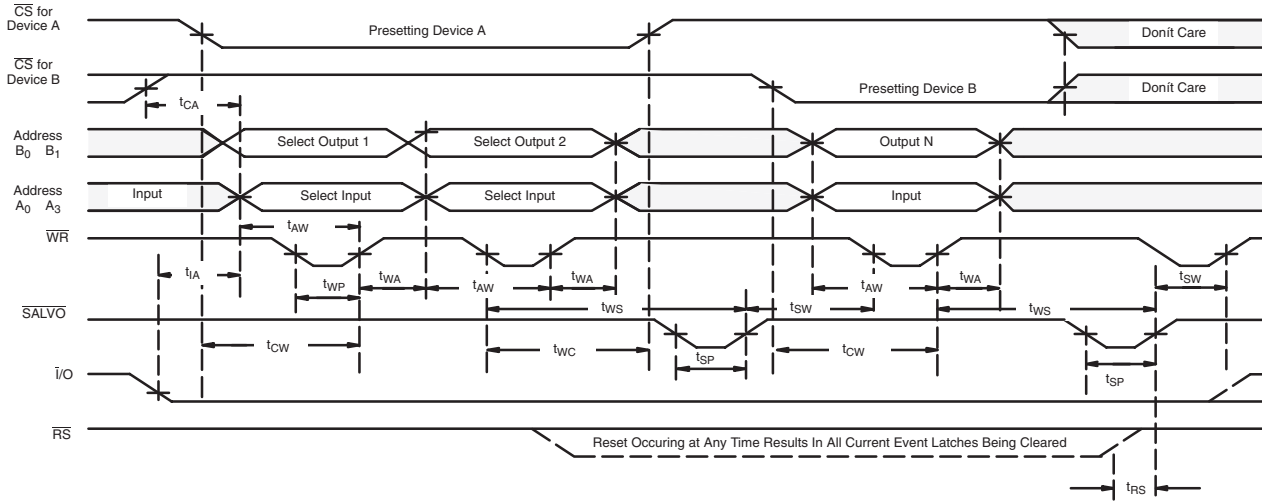 CS for
Device A
Presetting Device A
Donít Care
CS for
Device B
Presetting Device B
Donít Care
tCA
Address
B0 B1
Select Output 1
Select Output 2
Output N
Address
A0 A3
Input
Select Input
Select Input
Input
tAW
WR
tIA
tWP
tWA
tAW
tWA
tAW
tWA
tSW
tWS
tSW
tWS
SALVO
tCW
tWC
tSP
tCW
tSP
I/O
RS
Reset Occuring at Any Time Results In All Current Event Latches Being Cleared
tRS